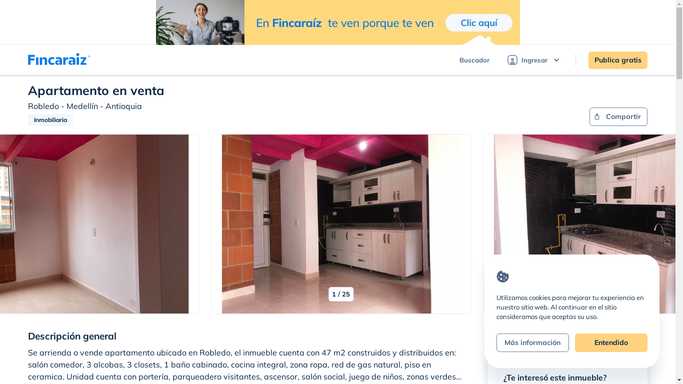 En Fincaraíz te ven porque te ven
Clic aquí
Fincaraíz
Buscador
Ingresar
Publica gratis
Apartamento en venta
Robledo - Medellín - Antioquia
Inmobiliaria
Compartir
1 / 25
Descripción general
Se arrienda o vende apartamento ubicado en Robledo, el inmueble cuenta con 47 m2 construidos y distribuidos en:
salón comedor, 3 alcobas, 3 closets, 1 baño cabinado, cocina integral, zona ropa, red de gas natural, piso en
ceramica. Unidad cuenta con portería, parqueadero visitantes, ascensor, salón social, juego de niños, zonas verdes...
Utilizamos cookies para mejorar tu experiencia en
nuestro sitio web. Al continuar en el sitio
consideramos que aceptas su uso.
Más información
Entendido
¿Te interesó este inmueble?